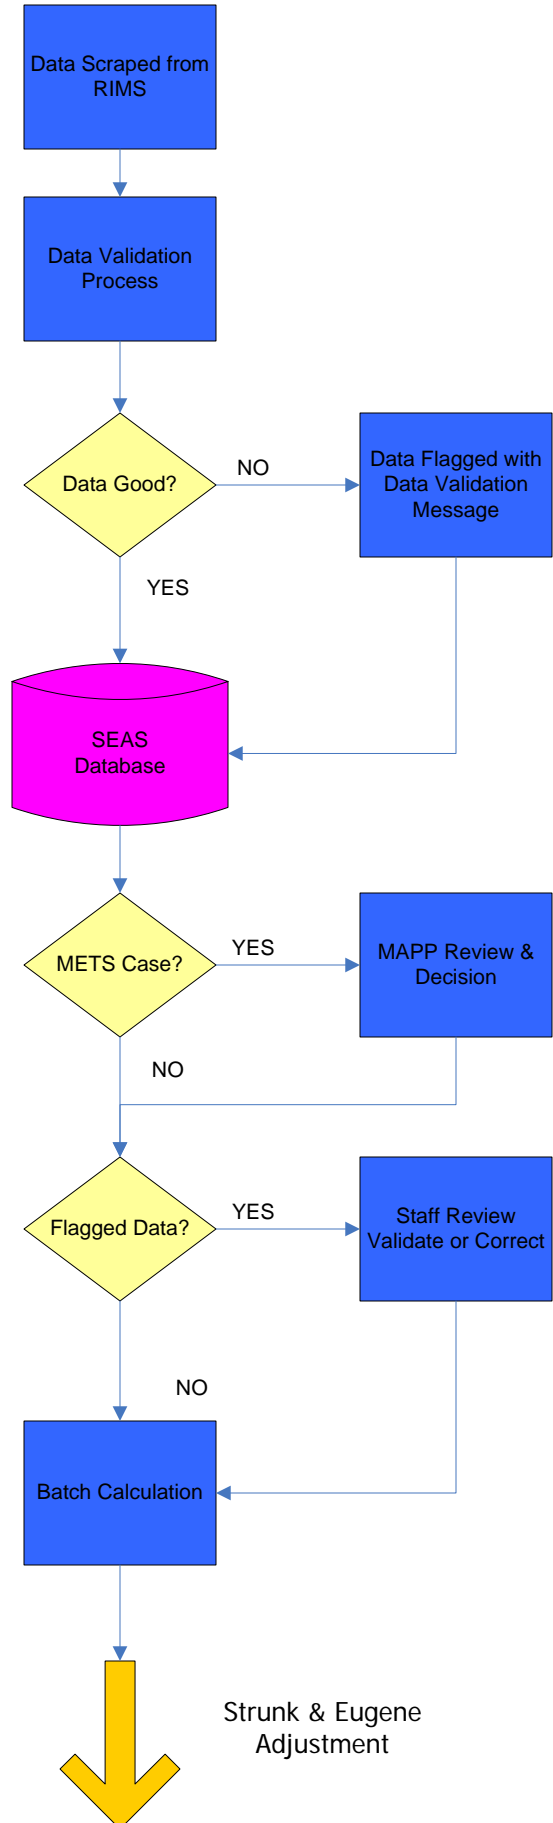 Data Scraped from
RIMS
Data Validation
Process
Data Good?
NO
Data Flagged with
Data Validation
Message
YES
SEAS
Database
METS Case?
YES
MAPP Review &
Decision
NO
Flagged Data?
YES
Staff Review
Validate or Correct
NO
Batch Calculation
Strunk & Eugene
Adjustment